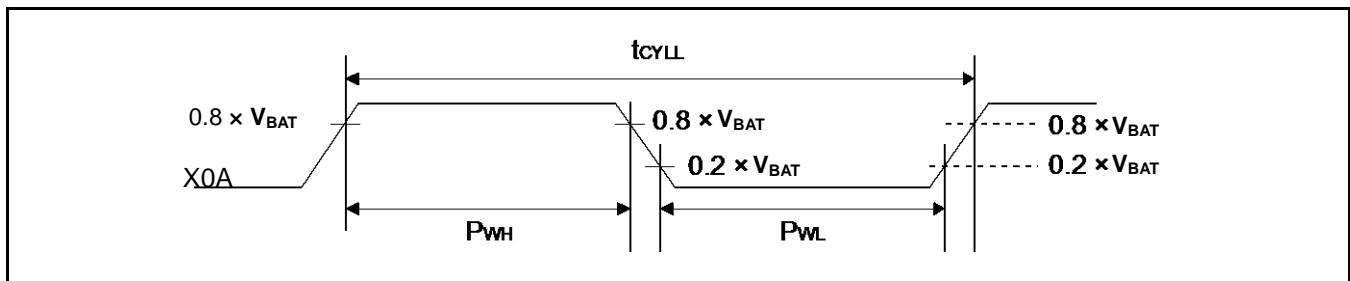 tCYLL
0.8 × VBAT
0.8 × VBAT
0.8 × VBAT
X0A
0.2 × VBAT
0.2 × VBAT
PWH
PWL